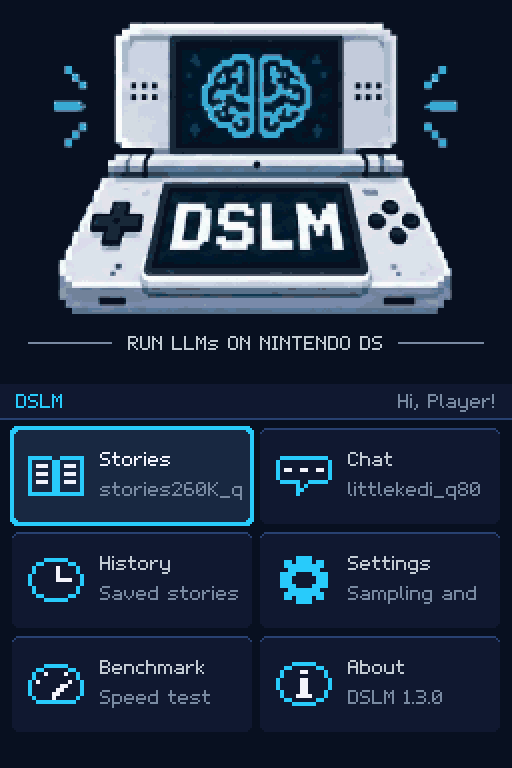 DSLM
RUN LLMs ON NINTENDO DS
DSLM
Hi, Player!
Stories
stories260K_q
Chat
littlekedi_q80
History
Saved stories
Settings
Sampling and
Benchmark
Speed test
About
DSLM 1.3.0